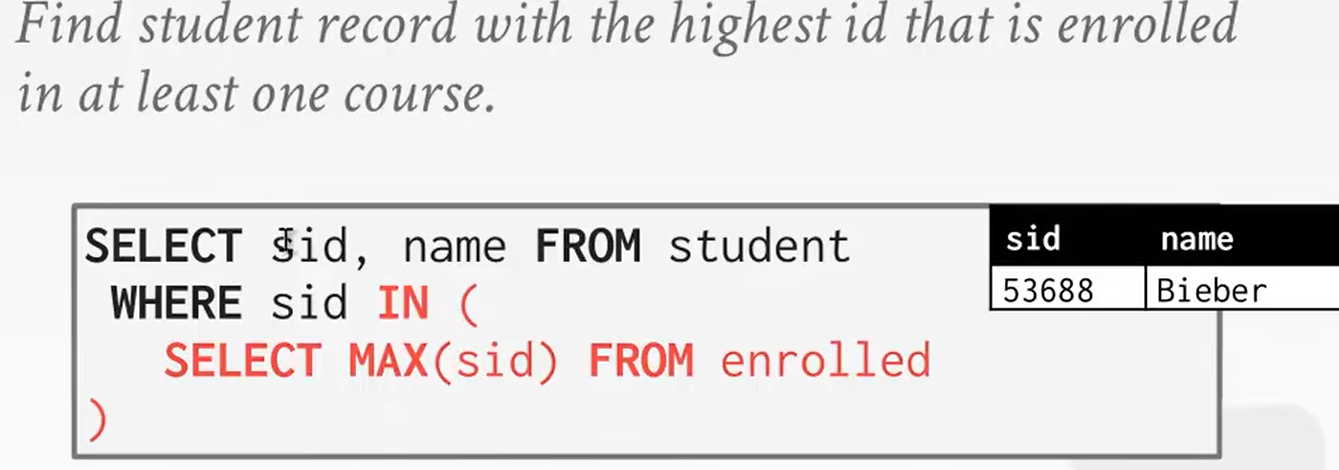 Find student record with the highest id that is enrolled
in at least one course.
SELECT sid, name FROM student
WHERE sid IN (
SELECT MAX(sid) FROM enrolled
)
sid name
53688 Bieber